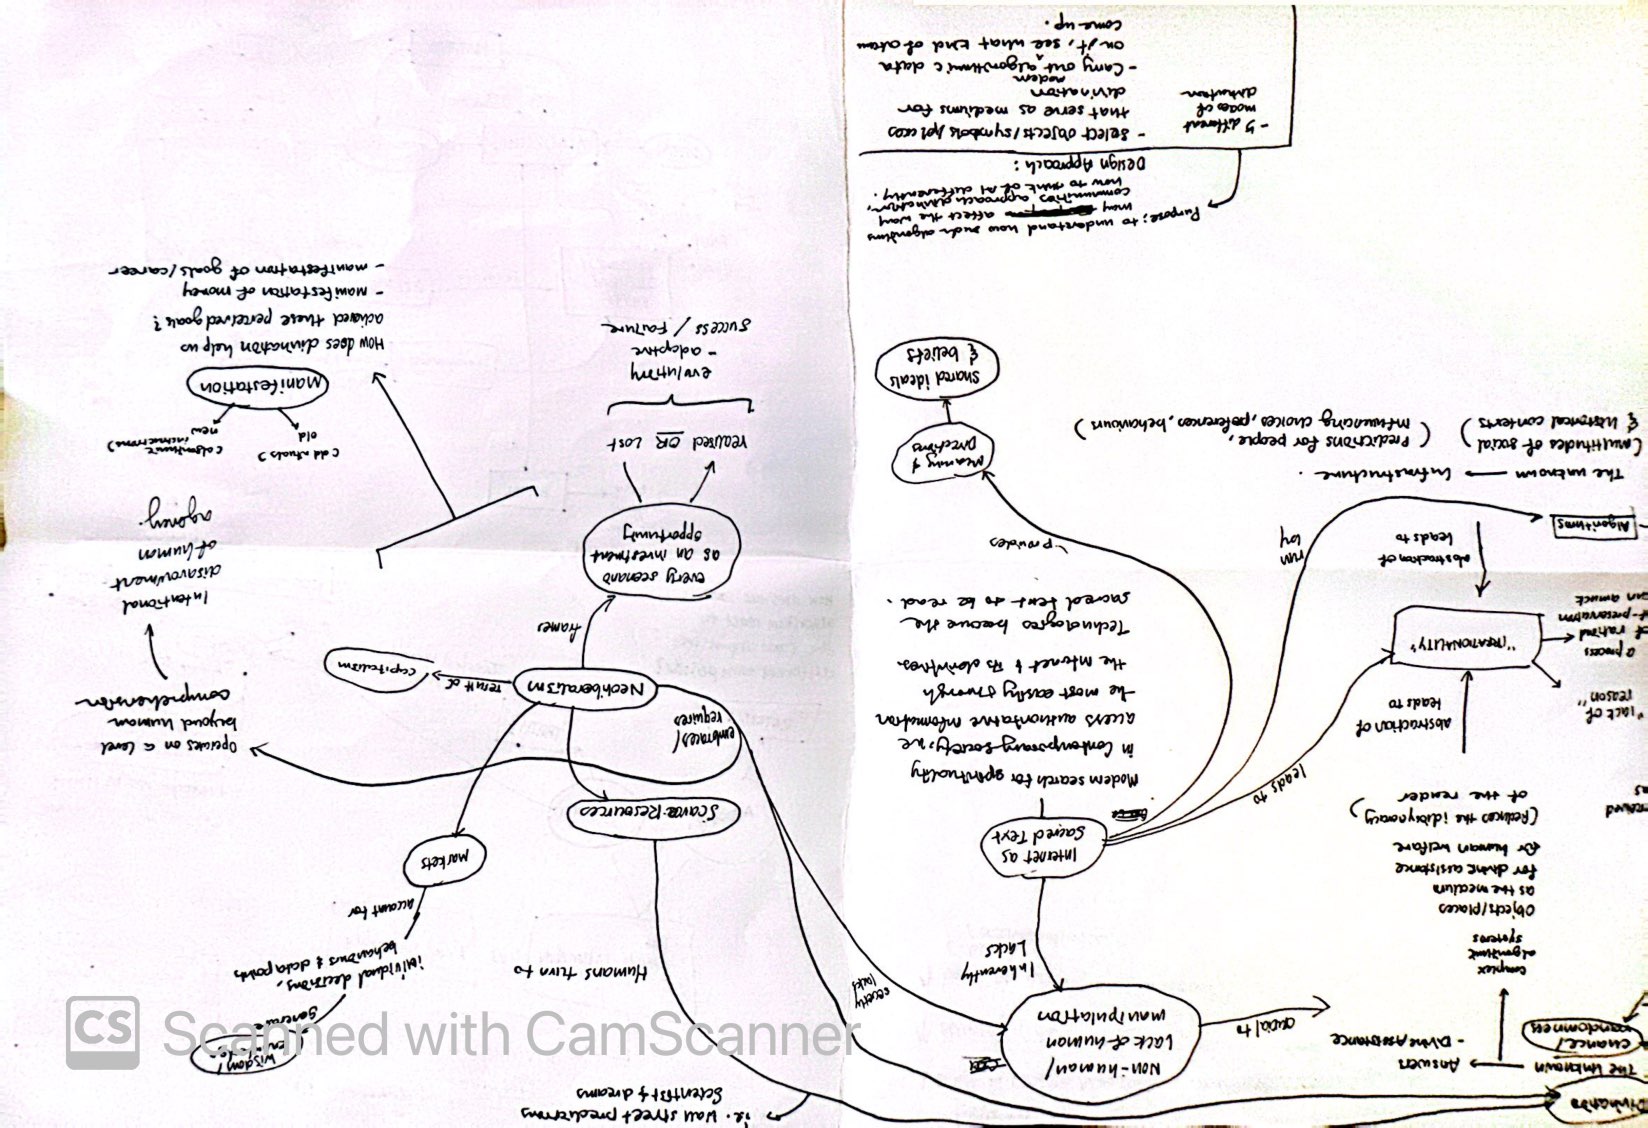 Divination
The Unknown
Answers
- Divine Assistance
chance/
randomness
complex
algorithmic
systems
Objects/Places
as the medium
for divine assistance
for human welfare
(Reduces the idiosyncracy
of the reader)
abstraction of
leads to
"lack of
reason"
a process
of rational
"IRRATIONALITY"
an amuck
abstraction of
leads to
Algorithms
The unknown
Infrastructure.
(multitudes of social
& historical contexts)
(Predictions for people,
influencing choices, preferences, behaviours)
crucial to
Non-human/
Lack of human
manipulation
Inherently
Lacks
Internet as
Sacred Text
leads to
run
by
Modern search for spirituality
in contemporary society, we
access authoritative information
the most easily through
the internet & its derivitives.
Technologies become the
sacred text to be read.
provides
Meaning &
Directions
Shared ideals
& beliefs
ie. Wall street predictions
Scientist & dreams
lacks
Humans turn to
Scarce Resources
wisdom/
generate
individual decisions,
behaviours & data points
account for
Markets
embraces/
requires
Neoliberalism
result of
capitalism
Operates on a level
beyond human
comprehension
Intentional
disavowment
of human
agency.
frames
every scenario
as an investment
opportunity
realised OR Lost
- adaptive
success / Failure
(old rituals)
old
(algorithmic
instructions)
new
Manifestation
How does divination help us
achieved these perceived goals?
- manifestation of money
- manifestation of goals/career
Purpose; to understand how such algorithms
may affect the way
communities approach divination,
how to think of AI differently.
Design Approach:
- 5 different
modes of
divination
- Select objects/symbols/places
that serve as mediums for
divination
- Carry out modern algorithmic data
on it, see what kind of
come up.
CS Scanned with CamScanner